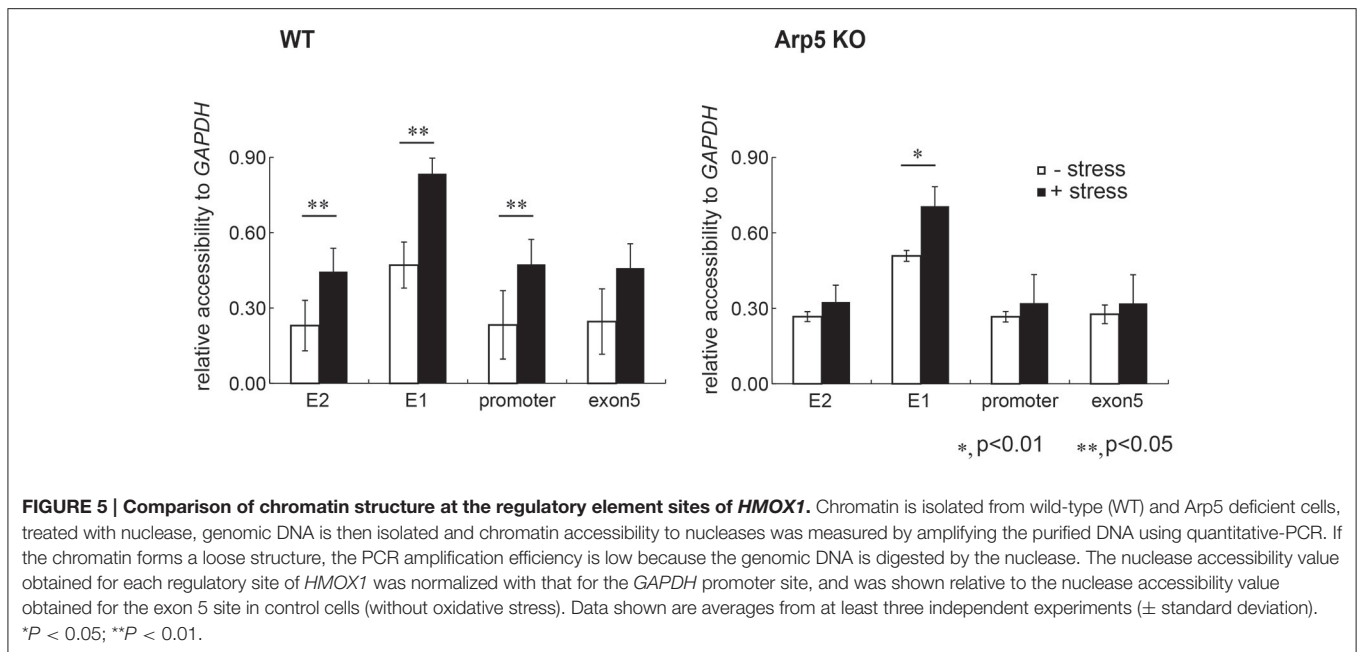 WT
Arp5 KO
relative accessibility to GAPDH
0.90
0.60
0.30
0.00
**
**
**
E2
E1
promoter
exon5
relative accessibility to GAPDH
0.90
0.60
0.30
0.00
*
- stress
+ stress
E2
E1
promoter
exon5
*, p<0.01 **, p<0.05
FIGURE 5 | Comparison of chromatin structure at the regulatory element sites of HMOX1. Chromatin is isolated from wild-type (WT) and Arp5 deficient cells,
treated with nuclease, genomic DNA is then isolated and chromatin accessibility to nucleases was measured by amplifying the purified DNA using quantitative-PCR. If
the chromatin forms a loose structure, the PCR amplification efficiency is low because the genomic DNA is digested by the nuclease. The nuclease accessibility value
obtained for each regulatory site of HMOX1 was normalized with that for the GAPDH promoter site, and was shown relative to the nuclease accessibility value
obtained for the exon 5 site in control cells (without oxidative stress). Data shown are averages from at least three independent experiments (± standard deviation).
*P < 0.05; **P < 0.01.